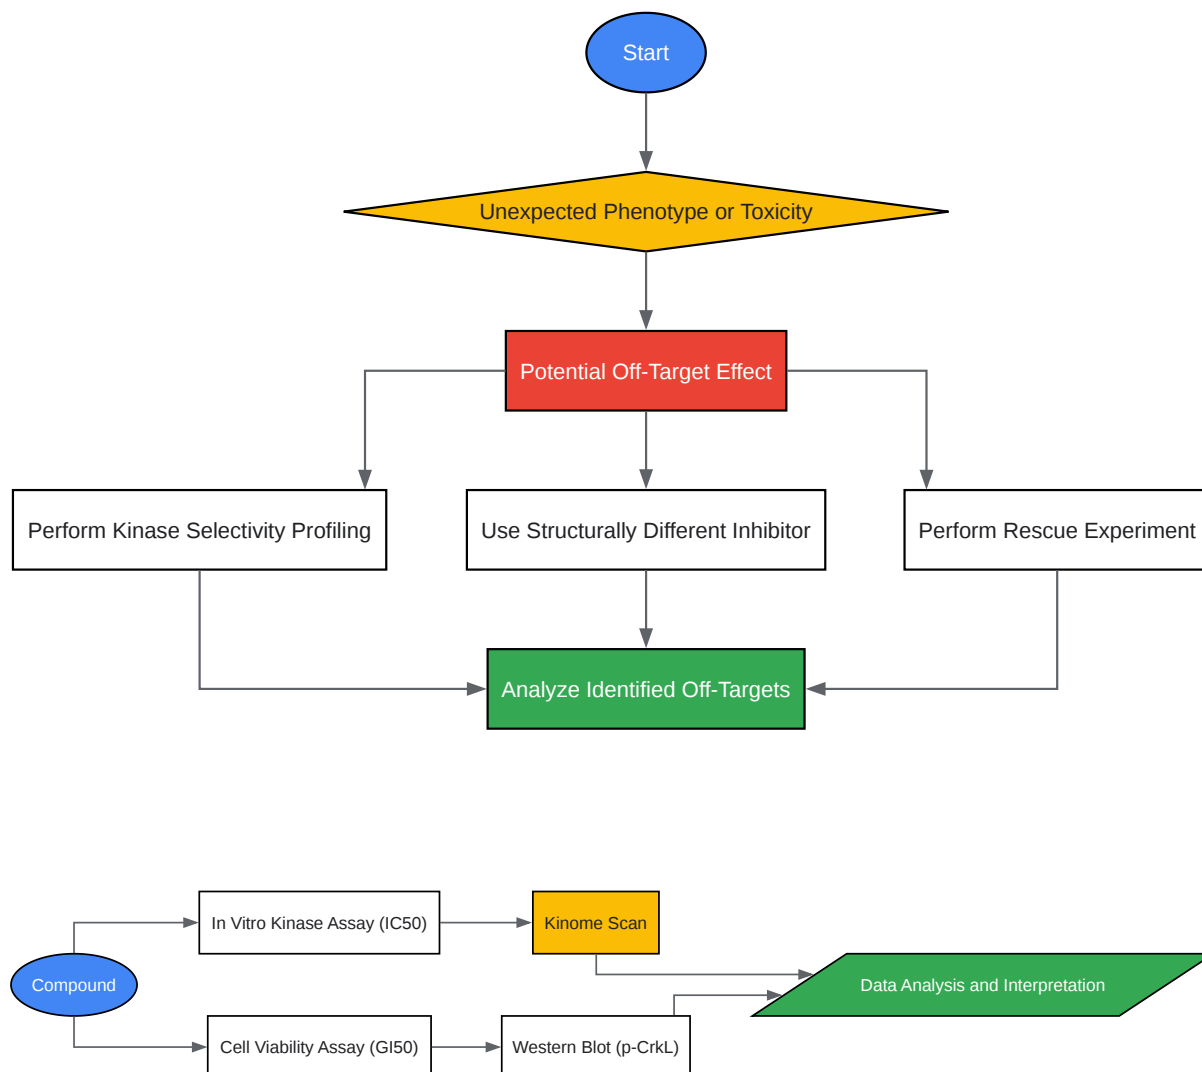 Start
Unexpected Phenotype or Toxicity
Potential Off-Target Effect
Perform Kinase Selectivity Profiling
Use Structurally Different Inhibitor
Perform Rescue Experiment
Analyze Identified Off-Targets
In Vitro Kinase Assay (IC50)
Kinome Scan
Compound
Data Analysis and Interpretation
Cell Viability Assay (GI50)
Western Blot (p-CrkL)